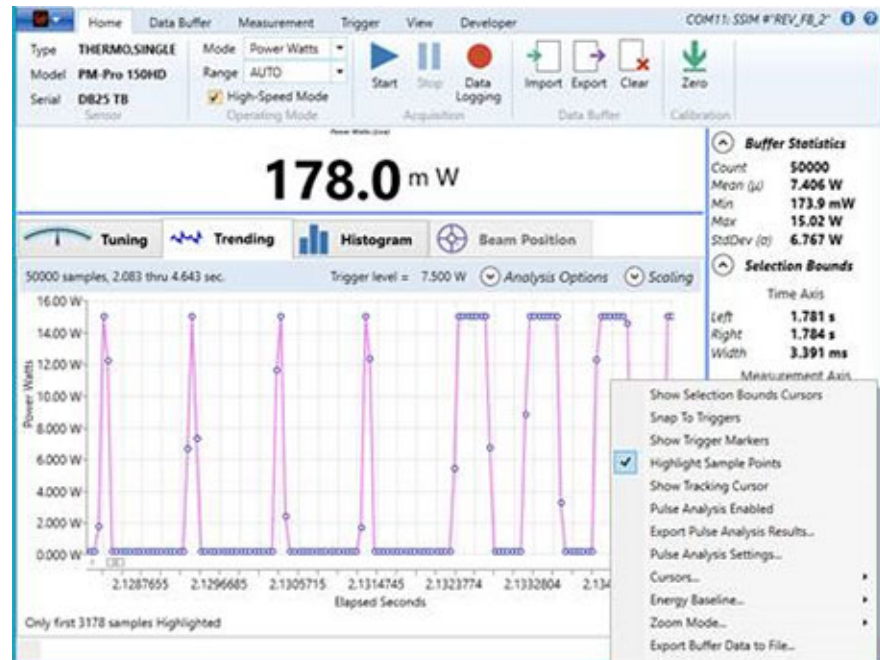 Home Data Buffer Measurement Trigger View Developer COM11: SSIM #"REV_FB_2"
Type THERMO,SINGLE Mode Power Watts
Model PM-Pro 150HD Range AUTO
Serial DB25 TB High-Speed Mode
Start Stop Data Logging Import Export Clear Zero
Sensor Operating Mode Acquisition Data Buffer Calibration
Power Watts (Live)
178.0 m W
Buffer Statistics
Count 50000
Mean (μ) 7.406 W
Min 173.9 mW
Max 15.02 W
StdDev (σ) 6.767 W
Tuning Trending Histogram Beam Position
50000 samples, 2.083 thru 4.643 sec. Trigger level = 7.500 W Analysis Options Scaling
Selection Bounds
Time Axis
Left 1.781 s
Right 1.784 s
Width 3.391 ms
Measurement Axis
Power Watts
16.00 W
14.00 W
12.00 W
10.00 W
8.000 W
6.000 W
4.000 W
2.000 W
0.000 W
2.1287655 2.1296685 2.1305715 2.1314745 2.1323774 2.1332804 2.134
Elapsed Seconds
Only first 3178 samples Highlighted
Show Selection Bounds Cursors
Snap To Triggers
Show Trigger Markers
Highlight Sample Points
Show Tracking Cursor
Pulse Analysis Enabled
Export Pulse Analysis Results...
Pulse Analysis Settings...
Cursors...
Energy Baseline...
Zoom Mode...
Export Buffer Data to File...